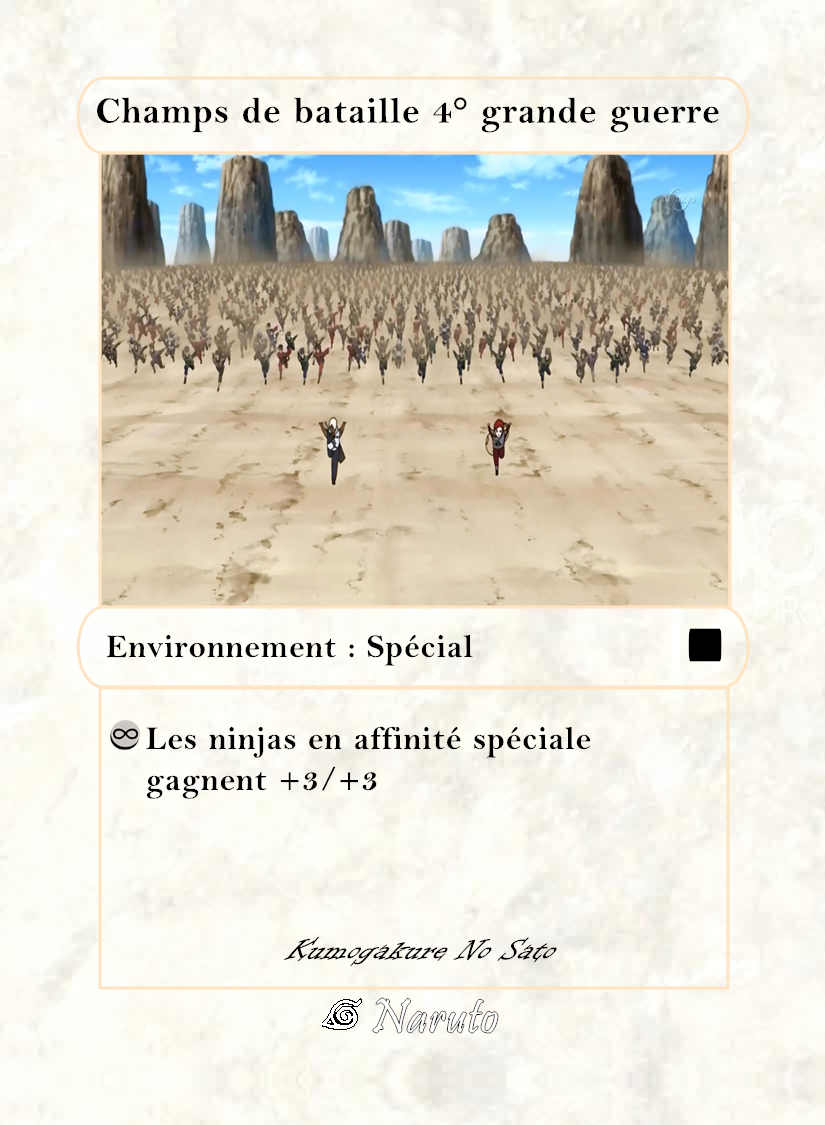 Champs de bataille 4° grande guerre
Environnement : Spécial
Les ninjas en affinité spéciale
gagnent +3/+3
Kumogakure No Sato
Naruto